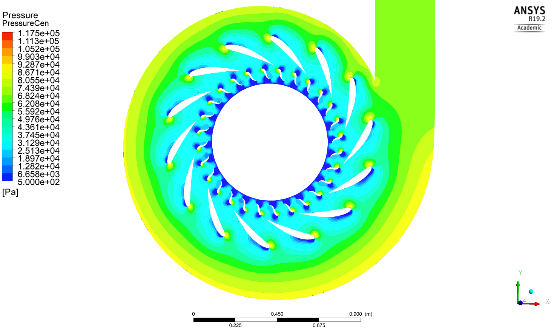 Pressure
PressureCen
1.175e+05
1.113e+05
1.052e+05
9.903e+04
9.287e+04
8.671e+04
8.055e+04
7.439e+04
6.824e+04
6.208e+04
5.592e+04
4.976e+04
4.361e+04
3.745e+04
3.129e+04
2.513e+04
1.897e+04
1.282e+04
6.658e+03
5.000e+02
[Pa]
ANSYS
R19.2
Academic
0 0.450 0.900 (m)
0.225 0.675
Y
X